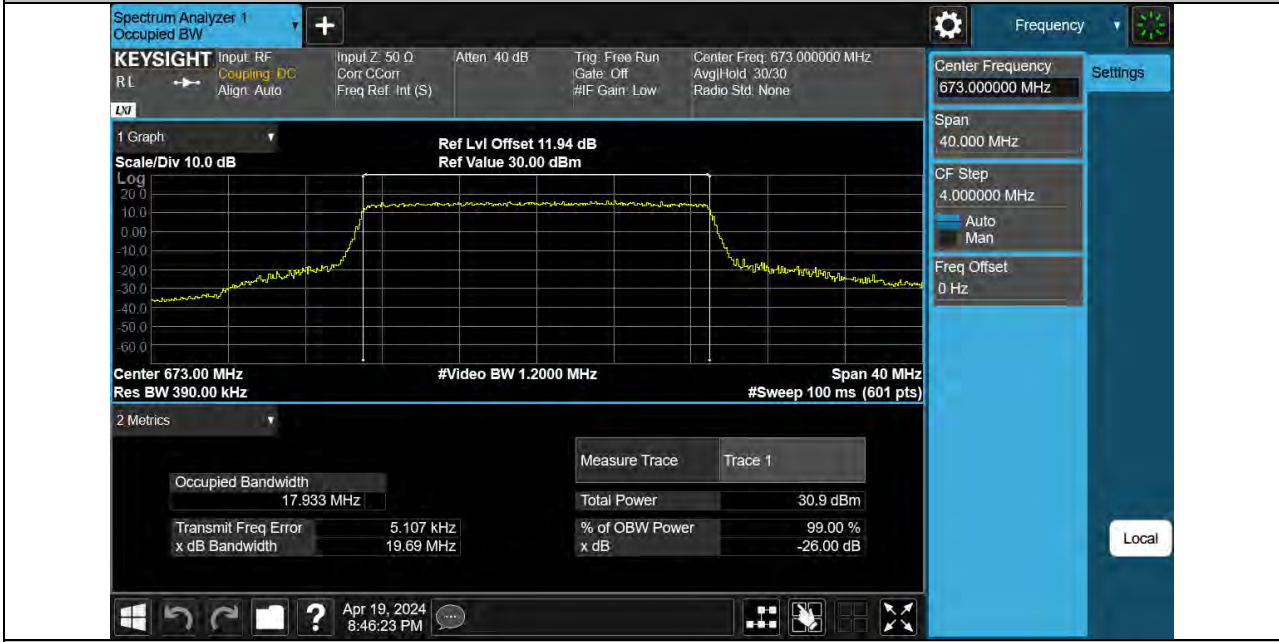 Spectrum Analyzer 1
Occupied BW
Frequency
KEYSIGHT
RL
LXI
Input: RF
Coupling: DC
Align: Auto
Input Z: 50 Ω
Corr CCorr
Freq Ref: Int (S)
Atten: 40 dB
Trig: Free Run
Gate: Off
#IF Gain: Low
Center Freq: 673.000000 MHz
Avg|Hold: 30/30
Radio Std: None
1 Graph
Scale/Div 10.0 dB
Ref Lvl Offset 11.94 dB
Ref Value 30.00 dBm
Log
20.0
10.0
0.00
-10.0
-20.0
-30.0
-40.0
-50.0
-60.0
Center 673.00 MHz
#Video BW 1.2000 MHz
Span 40 MHz
Res BW 390.00 kHz
#Sweep 100 ms (601 pts)
2 Metrics
Measure Trace
Trace 1
Occupied Bandwidth
17.933 MHz
Total Power
30.9 dBm
Transmit Freq Error
5.107 kHz
% of OBW Power
99.00 %
x dB Bandwidth
19.69 MHz
x dB
-26.00 dB
Center Frequency
673.000000 MHz
Settings
Span
40.000 MHz
CF Step
4.000000 MHz
Auto
Man
Freq Offset
0 Hz
Local
?
Apr 19, 2024
8:46:23 PM